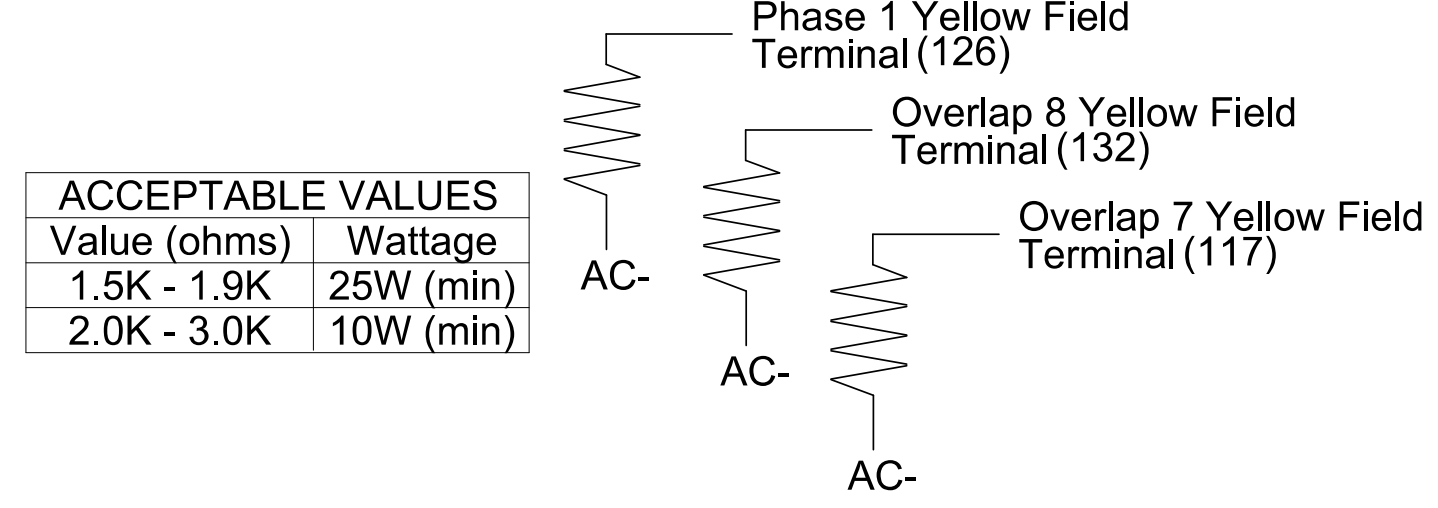 Phase 1 Yellow Field
Terminal (126)
Overlap 8 Yellow Field
Terminal (132)
Overlap 7 Yellow Field
Terminal (117)
ACCEPTABLE VALUES
Value (ohms) Wattage
1.5K - 1.9K 25W (min)
2.0K - 3.0K 10W (min)
AC-
AC-
AC-